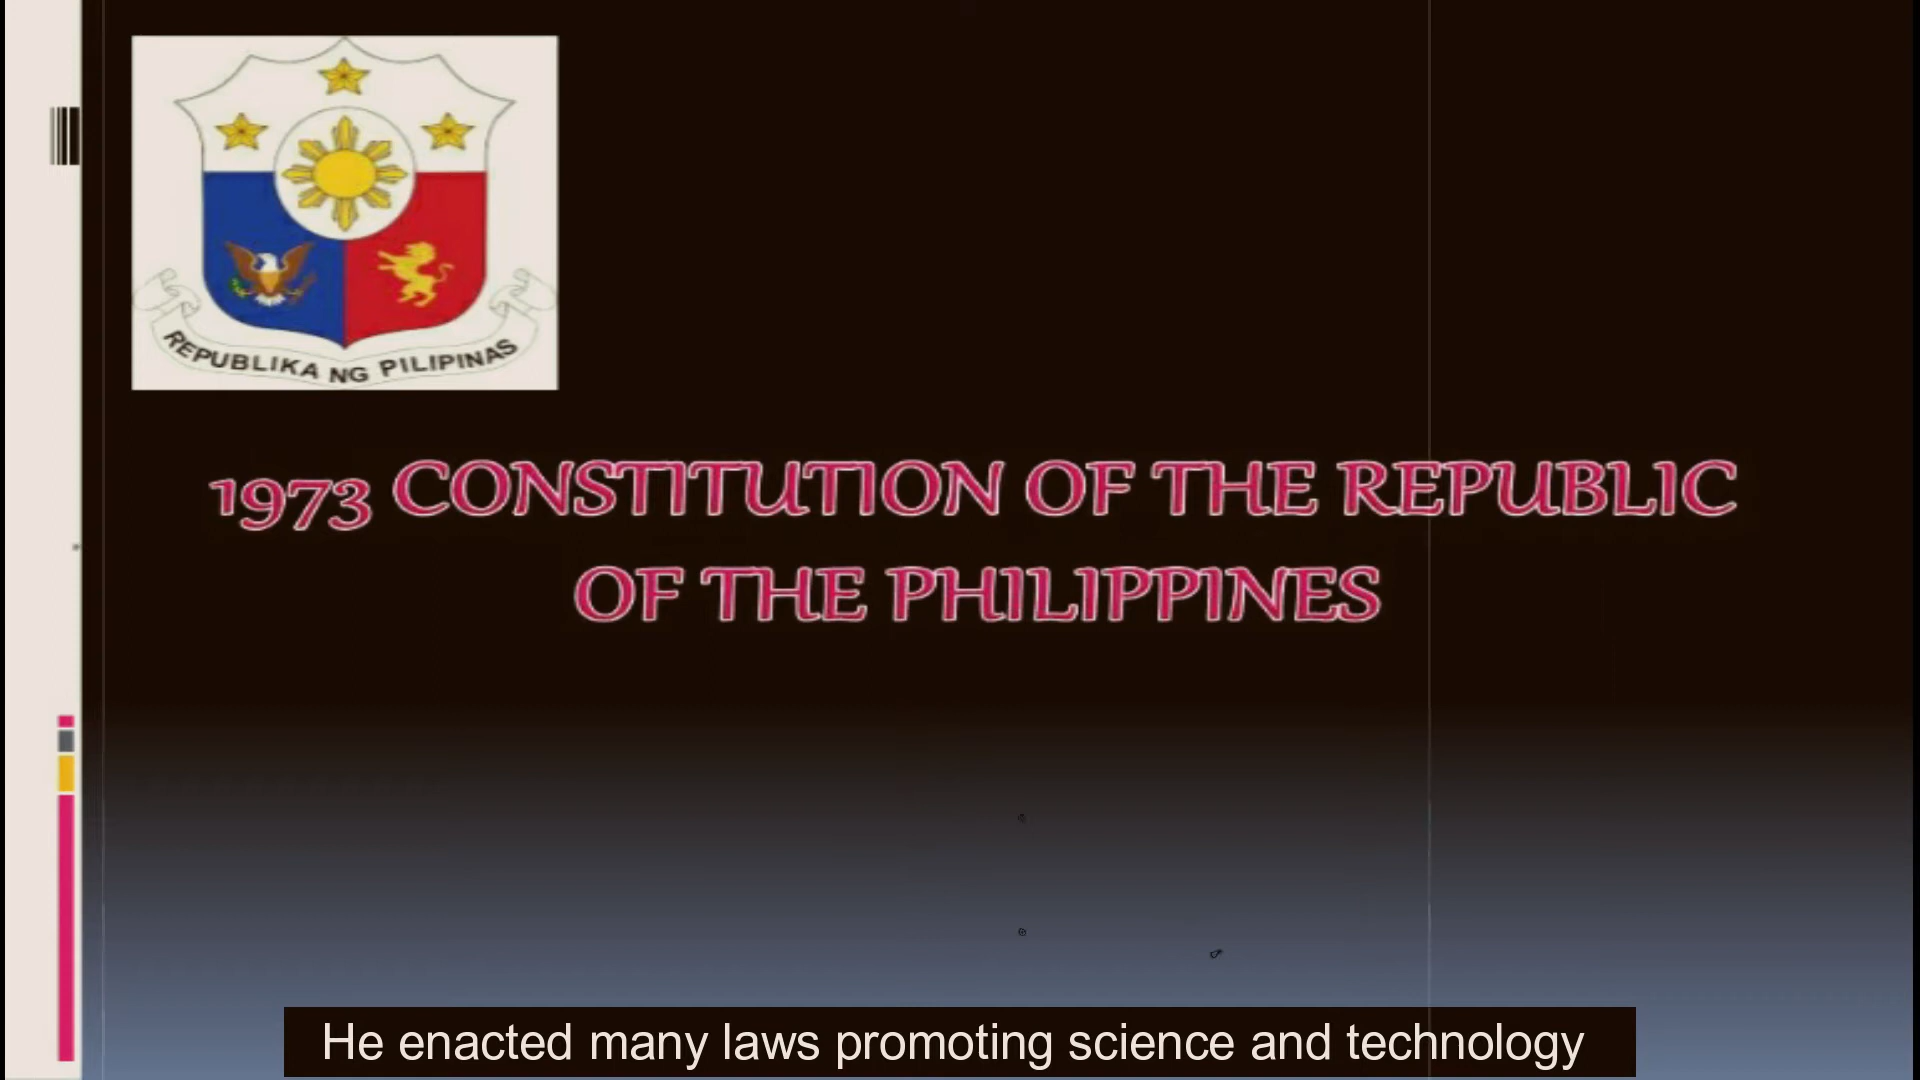 REPUBLIKA NG PILIPINAS
1973 CONSTITUTION OF THE REPUBLIC
OF THE PHILIPPINES
He enacted many laws promoting science and technology